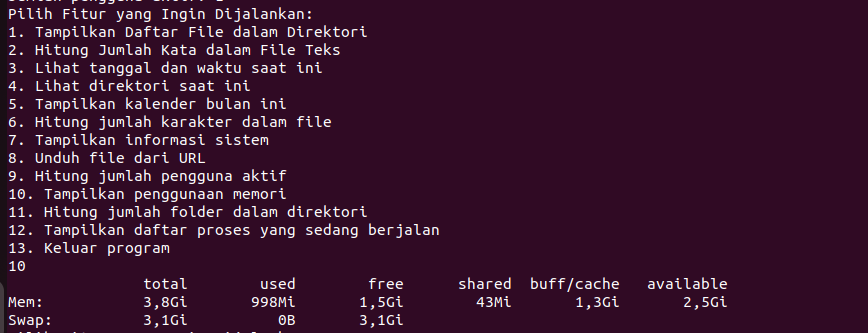 Pilih Fitur yang Ingin Dijalankan:
1. Tampilkan Daftar File dalam Direktori
2. Hitung Jumlah Kata dalam File Teks
3. Lihat tanggal dan waktu saat ini
4. Lihat direktori saat ini
5. Tampilkan kalender bulan ini
6. Hitung jumlah karakter dalam file
7. Tampilkan informasi sistem
8. Unduh file dari URL
9. Hitung jumlah pengguna aktif
10. Tampilkan penggunaan memori
11. Hitung jumlah folder dalam direktori
12. Tampilkan daftar proses yang sedang berjalan
13. Keluar program
10
total used free shared buff/cache available
Mem: 3,8Gi 998Mi 1,5Gi 43Mi 1,3Gi 2,5Gi
Swap: 3,1Gi 0B 3,1Gi